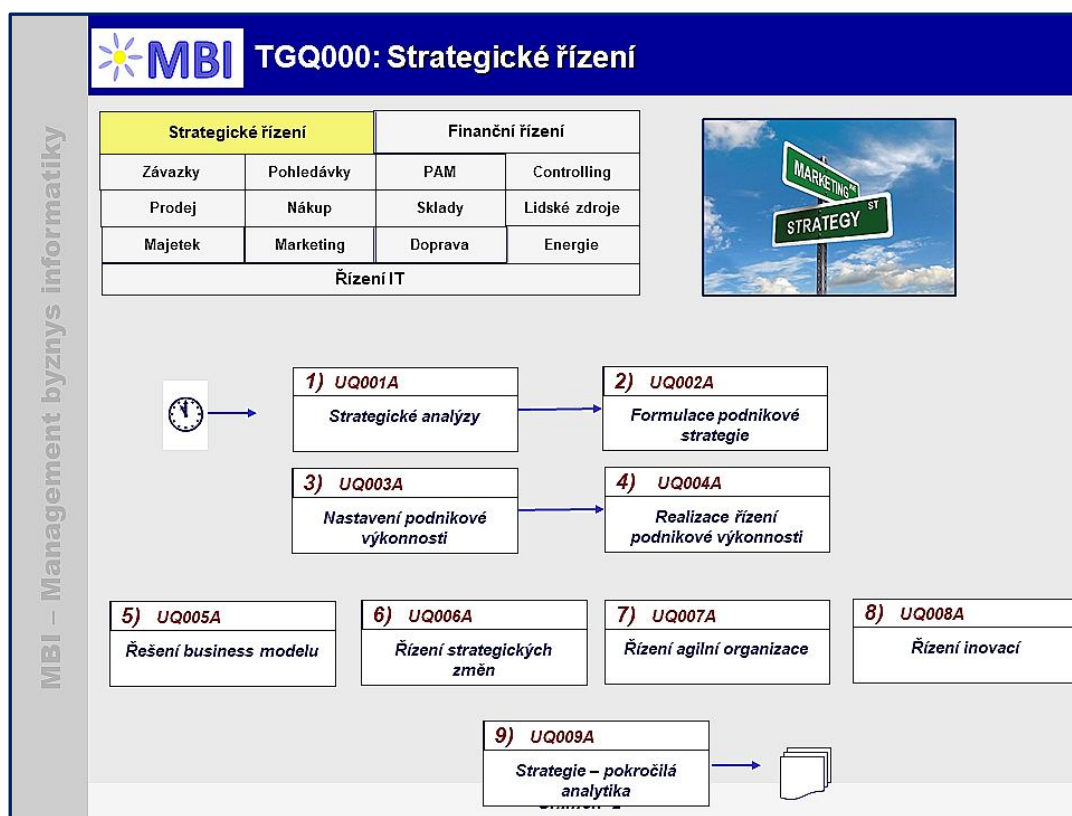 MBI
TGQ000: Strategické řízení
MBI – Management byznys informatiky
Strategické řízení
Finanční řízení
Závazky
Pohledávky
PAM
Controlling
Prodej
Nákup
Sklady
Lidské zdroje
Majetek
Marketing
Doprava
Energie
Řízení IT
MARKETING AVE
STRATEGY ST
1) UQ001A
Strategické analýzy
2) UQ002A
Formulace podnikové
strategie
3) UQ003A
Nastavení podnikové
výkonnosti
4) UQ004A
Realizace řízení
podnikové výkonnosti
5) UQ005A
Řešení business modelu
6) UQ006A
Řízení strategických
změn
7) UQ007A
Řízení agilní organizace
8) UQ008A
Řízení inovací
9) UQ009A
Strategie – pokročilá
analytika